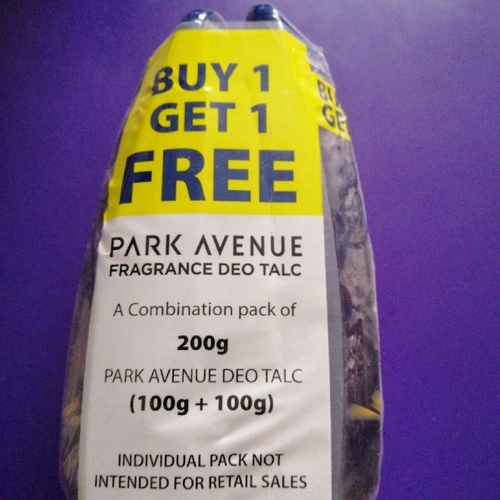 BUY 1
GET 1
FREE
PARK AVENUE
FRAGRANCE DEO TALC
A Combination pack of
200g
PARK AVENUE DEO TALC
(100g + 100g)
INDIVIDUAL PACK NOT
INTENDED FOR RETAIL SALES